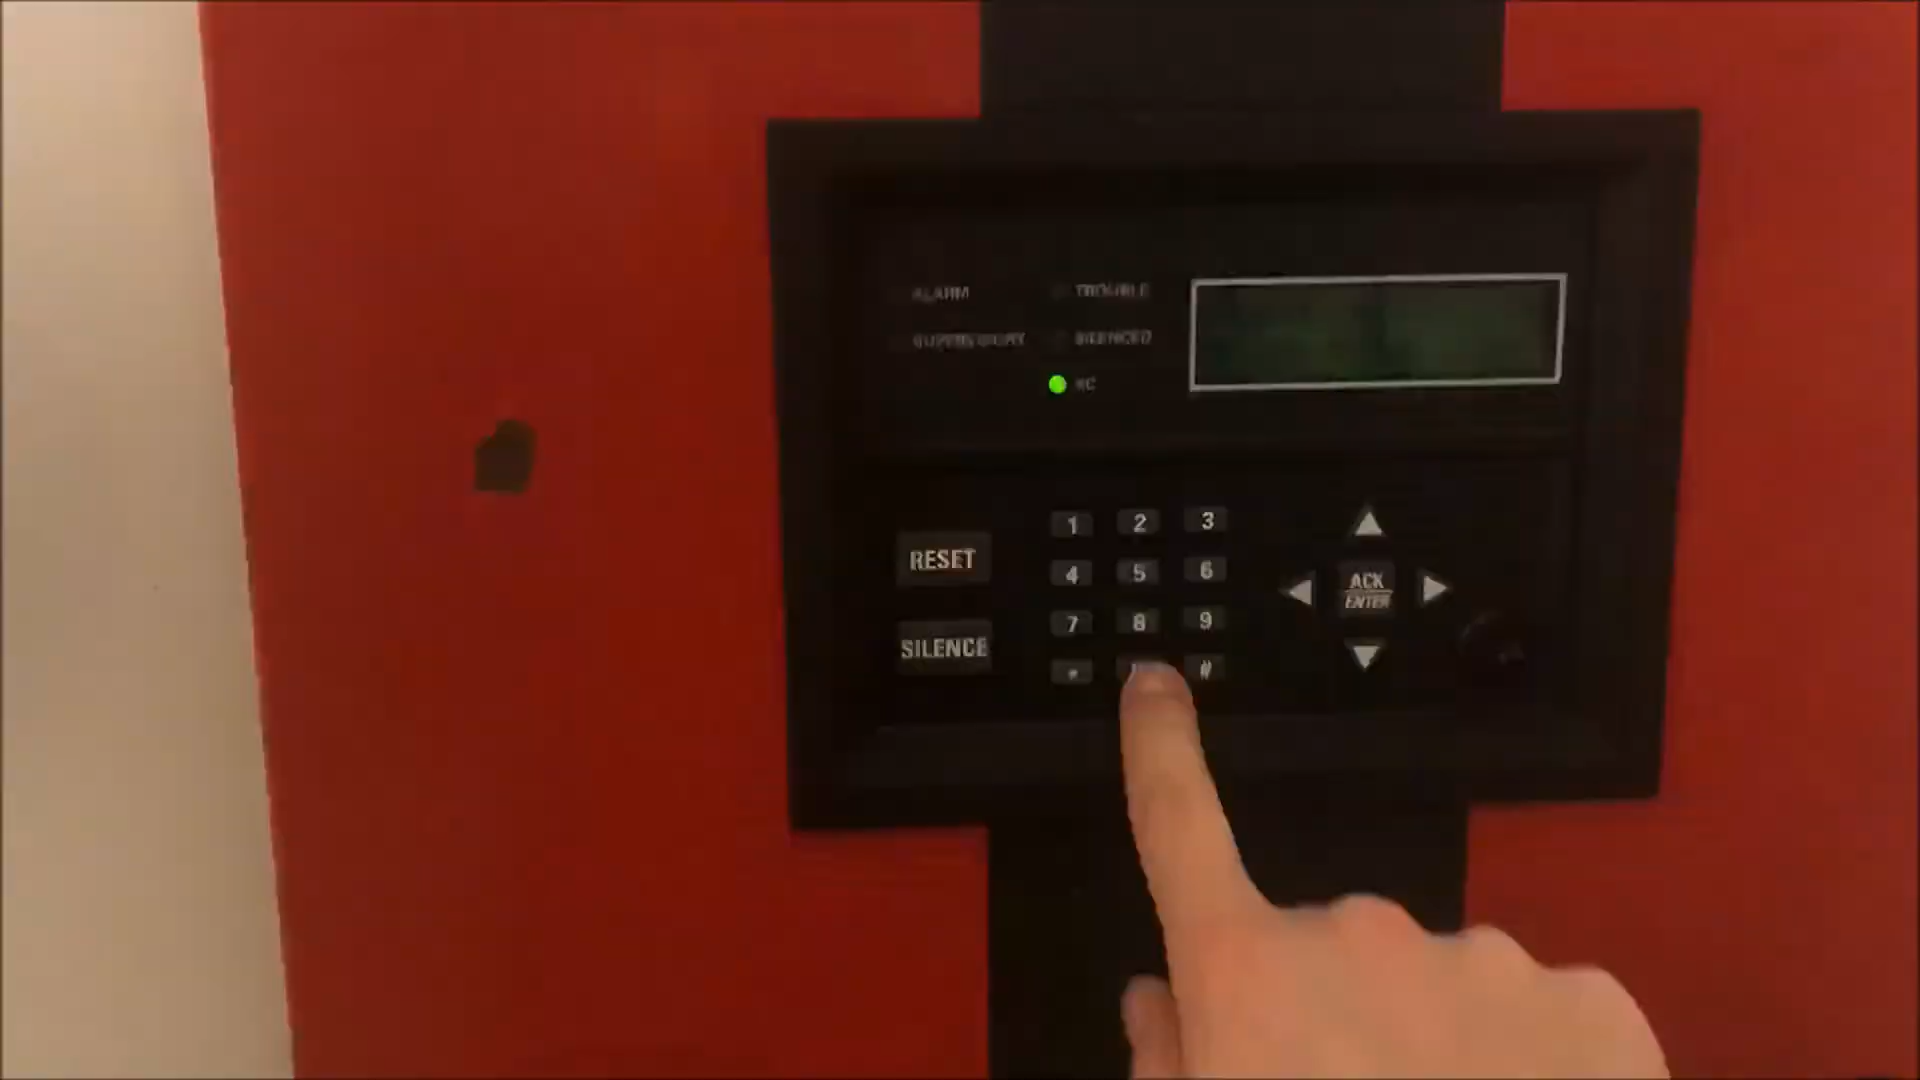 ALARM TROUBLE
SUPERVISORY SILENCED
AC
1 2 3
RESET
4 5 6
ACK
ENTER
7 8 9
SILENCE
* #